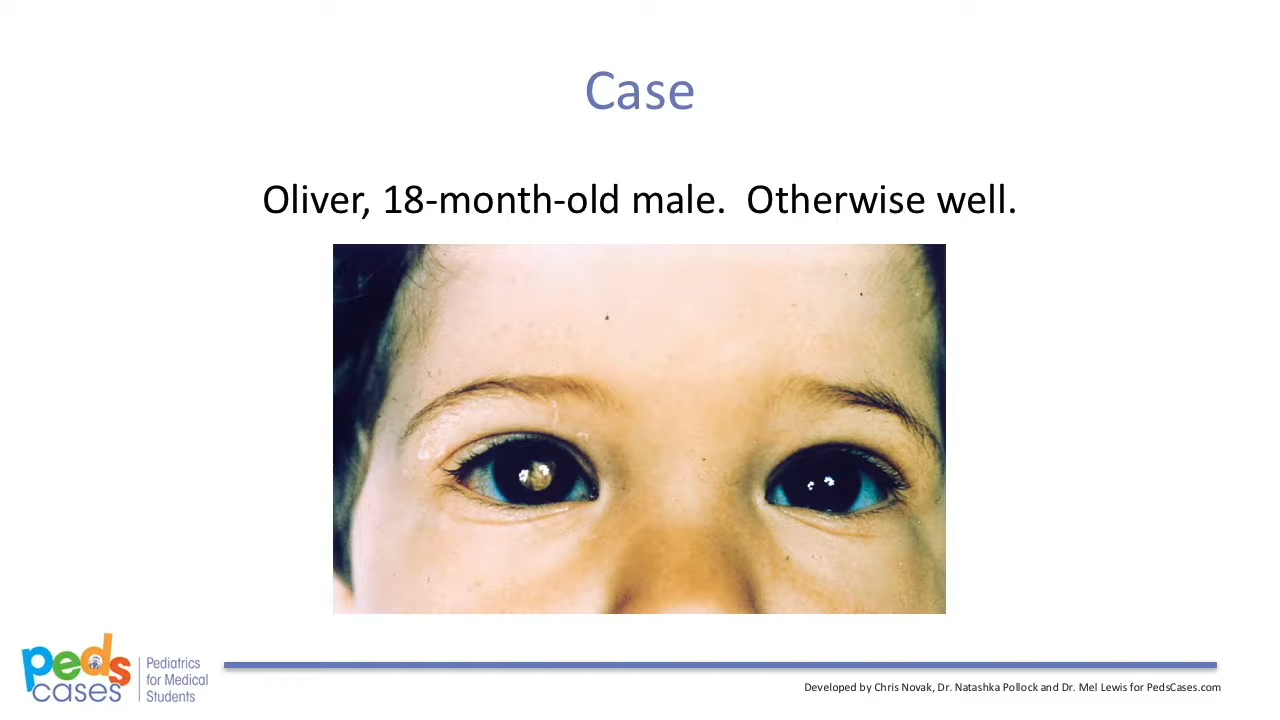 Case
Oliver, 18-month-old male.  Otherwise well.
peds
cases
Pediatrics
for Medical
Students
Developed by Chris Novak, Dr. Natashka Pollock and Dr. Mel Lewis for PedsCases.com